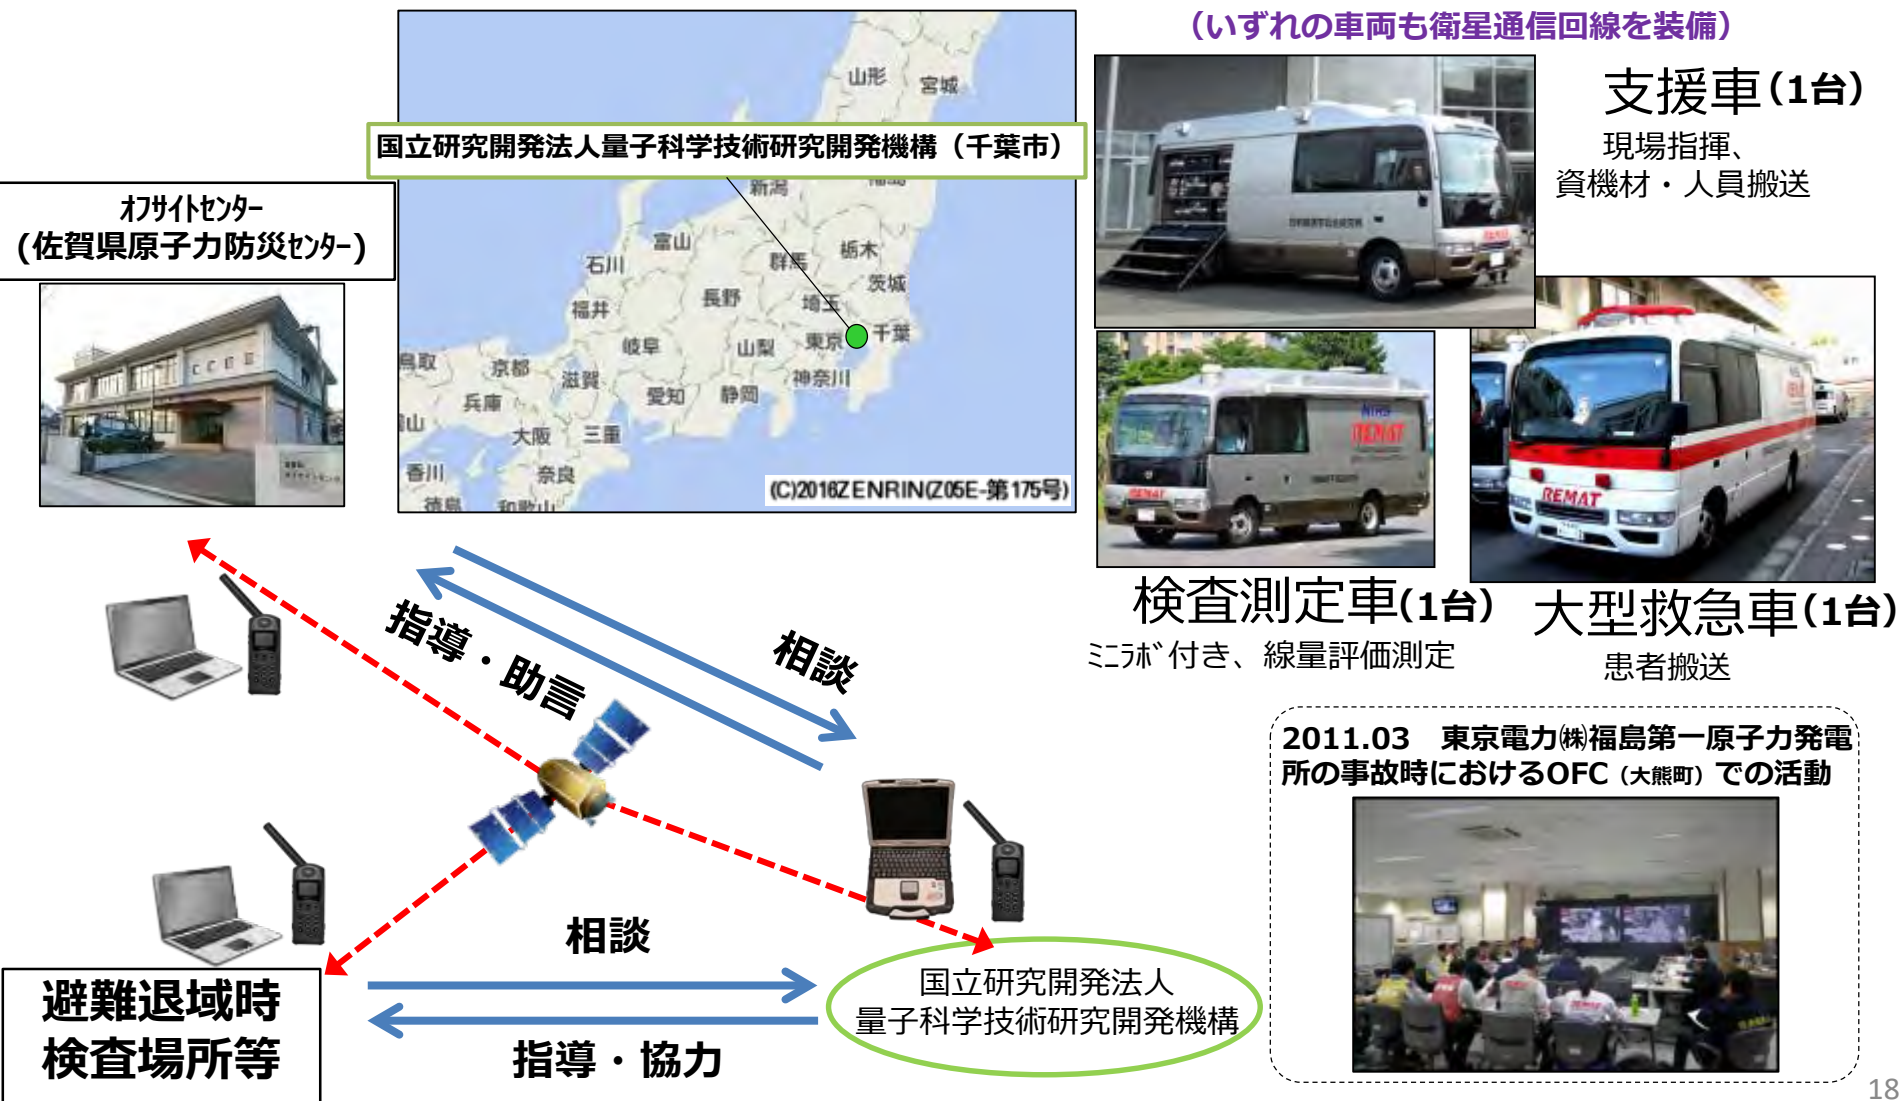 (いずれの車両も衛星通信回線を装備)
支援車(1台)
現場指揮、
資機材・人員搬送
国立研究開発法人量子科学技術研究開発機構（千葉市）
ｵﾌｻｲﾄｾﾝﾀｰ
(佐賀県原子力防災ｾﾝﾀｰ)
山形
宮城
新潟
福島
富山
石川
群馬
栃木
茨城
福井
長野
埼玉
岐阜
山梨
東京
千葉
鳥取
京都
滋賀
愛知
静岡
神奈川
兵庫
大阪
三重
香川
奈良
徳島
和歌山
(C)2016ZENRIN(Z05E-第175号)
NIRS
REMAT
REMAT
REMAT
検査測定車(1台)
ﾐﾆﾗﾎﾞ付き、線量評価測定
大型救急車(1台)
患者搬送
指導・助言
相談
2011.03　東京電力㈱福島第一原子力発電
所の事故時におけるOFC（大熊町）での活動
REMAT
相談
指導・協力
避難退域時
検査場所等
国立研究開発法人
量子科学技術研究開発機構
18